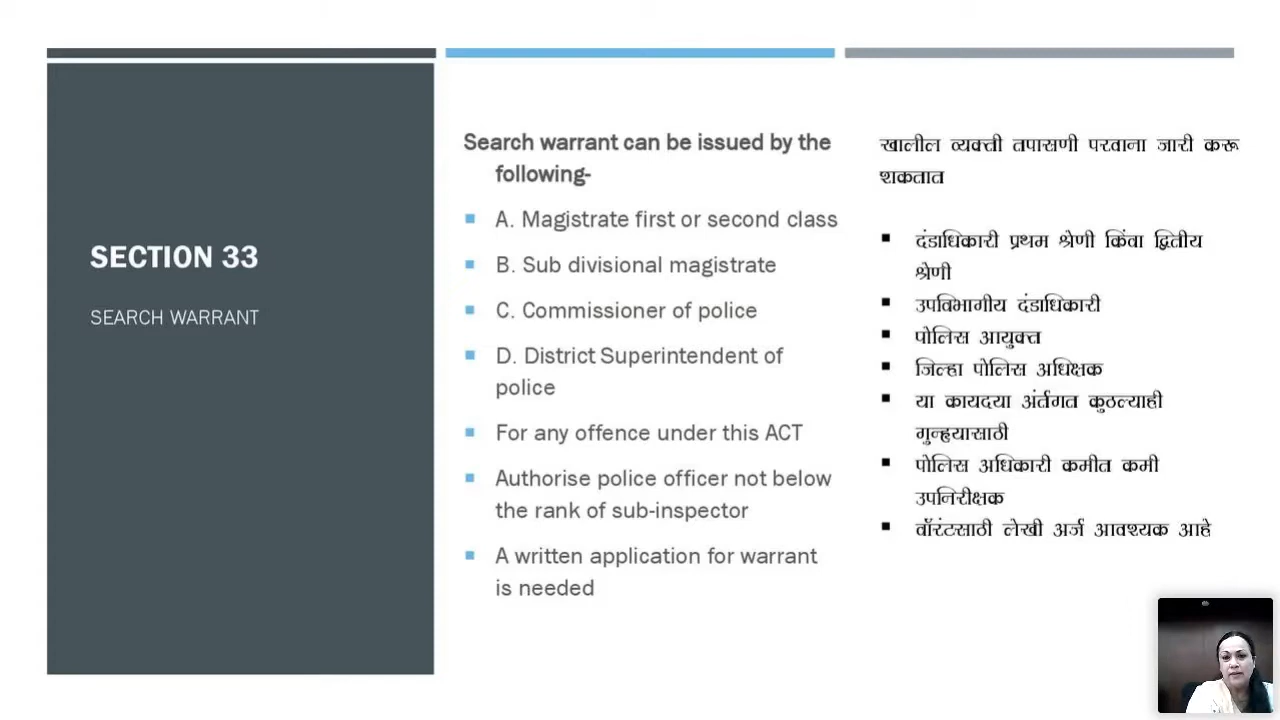 SECTION 33
SEARCH WARRANT
Search warrant can be issued by the
following-
A. Magistrate first or second class
B. Sub divisional magistrate
C. Commissioner of police
D. District Superintendent of
police
For any offence under this ACT
Authorise police officer not below
the rank of sub-inspector
A written application for warrant
is needed
खालील व्यक्ती तपासणी परवाना जारी करू
शकतात
दंडाधिकारी प्रथम श्रेणी किंवा द्वितीय
श्रेणी
उपविभागीय दंडाधिकारी
पोलिस आयुक्त
जिल्हा पोलिस अधिक्षक
या कायदया अंर्तगत कुठल्याही
गुन्हयासाठी
पोलिस अधिकारी कमीत कमी
उपनिरीक्षक
वॉरंटसाठी लेखी अर्ज आवश्यक आहे